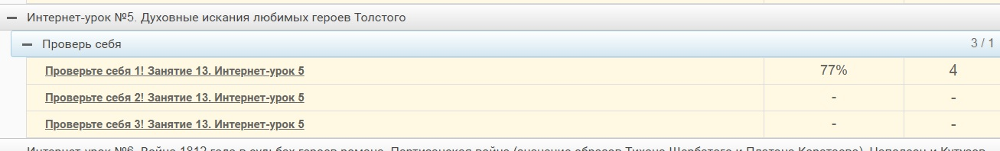 Интернет-урок №5. Духовные искания любимых героев Толстого
Проверь себя 3 / 1
Проверьте себя 1! Занятие 13. Интернет-урок 5 77% 4
Проверьте себя 2! Занятие 13. Интернет-урок 5 - -
Проверьте себя 3! Занятие 13. Интернет-урок 5 - -
Интернет-урок №6. Война 1812 года в судьбах героев романа. Партизанская война (значение образов Тихона Щербатого и Платона Каратаева). Наполеон и Кутузов